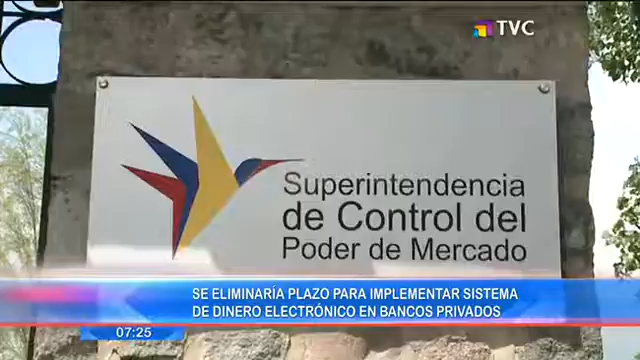 TVC
Superintendencia
de Control del
Poder de Mercado
SE ELIMINARÍA PLAZO PARA IMPLEMENTAR SISTEMA
DE DINERO ELECTRÓNICO EN BANCOS PRIVADOS
07:25